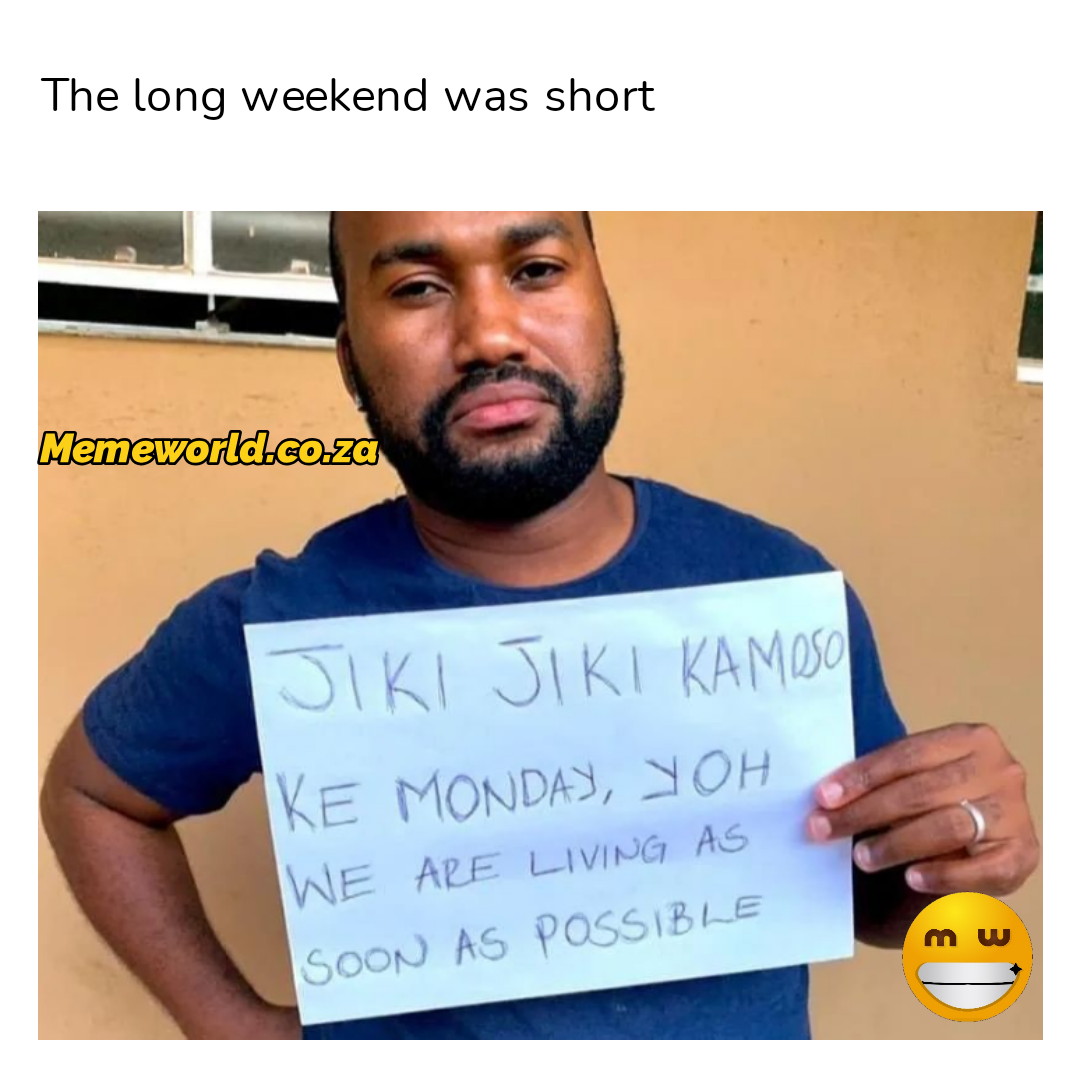 The long weekend was short
Memeworld.co.za
JIKI JIKI KAMOSO
KE MONDAY, YOH
WE ARE LIVING AS
SOON AS POSSIBLE
m w